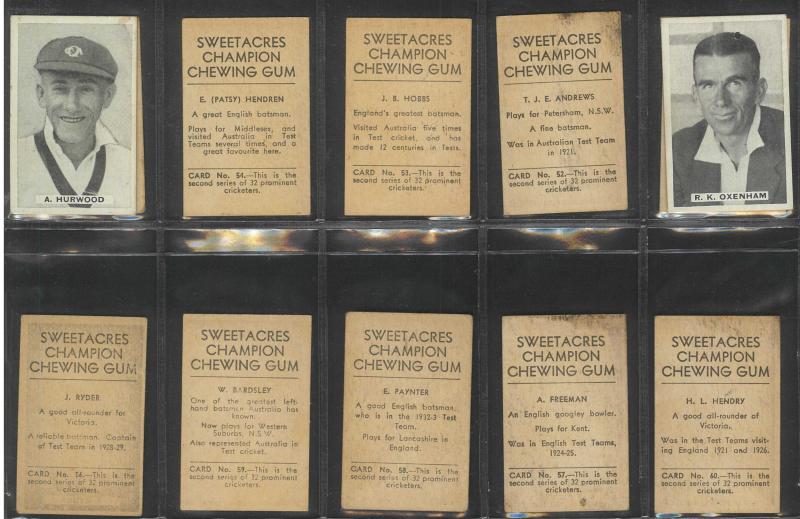 A. HURWOOD
SWEETACRES
CHAMPION
CHEWING GUM
E. (PATSY) HENDREN
A great English batsman.
Plays for Middlesex, and
visited Australia in Test
Teams several times, and a
great favourite here.
CARD No. 54.—This is the
second series of 32 prominent
cricketers.
SWEETACRES
CHAMPION
CHEWING GUM
J. B. HOBBS
England's greatest batsman.
Visited Australia five times
in Test cricket, and has
made 12 centuries in Tests.
CARD No. 53.—This is the
second series of 32 prominent
cricketers.
SWEETACRES
CHAMPION
CHEWING GUM
T. J. E. ANDREWS
Plays for Petersham, N.S.W.
A fine batsman.
Was in Australian Test Team
in 1921.
CARD No. 52.—This is the
second series of 32 prominent
cricketers.
R. K. OXENHAM
SWEETACRES
CHAMPION
CHEWING GUM
J. RYDER
A good all-rounder for
Victoria.
A reliable batsman. Captain
of Test Team in 1928-29.
CARD No. 56.—This is the
second series of 32 prominent
cricketers.
SWEETACRES
CHAMPION
CHEWING GUM
W. BARDSLEY
One of the greatest left-
hand batsmen Australia has
known.
Now plays for Western
Suburbs, N.S.W.
Also represented Australia in
Test cricket.
CARD No. 59.—This is the
second series of 32 prominent
cricketers.
SWEETACRES
CHAMPION
CHEWING GUM
E. PAYNTER
A good English batsman,
who is in the 1932-3 Test
Team.
Plays for Lancashire in
England.
CARD No. 58.—This is the
second series of 32 prominent
cricketers.
SWEETACRES
CHAMPION
CHEWING GUM
A. FREEMAN
An English googley bowler.
Plays for Kent.
Was in English Test Teams,
1924-25.
CARD No. 57.—This is the
second series of 32 prominent
cricketers.
SWEETACRES
CHAMPION
CHEWING GUM
H. L. HENDRY
A good all-rounder of
Victoria.
Was in the Test Teams visit-
ing England 1921 and 1926.
CARD No. 60.—This is the
second series of 32 prominent
cricketers.